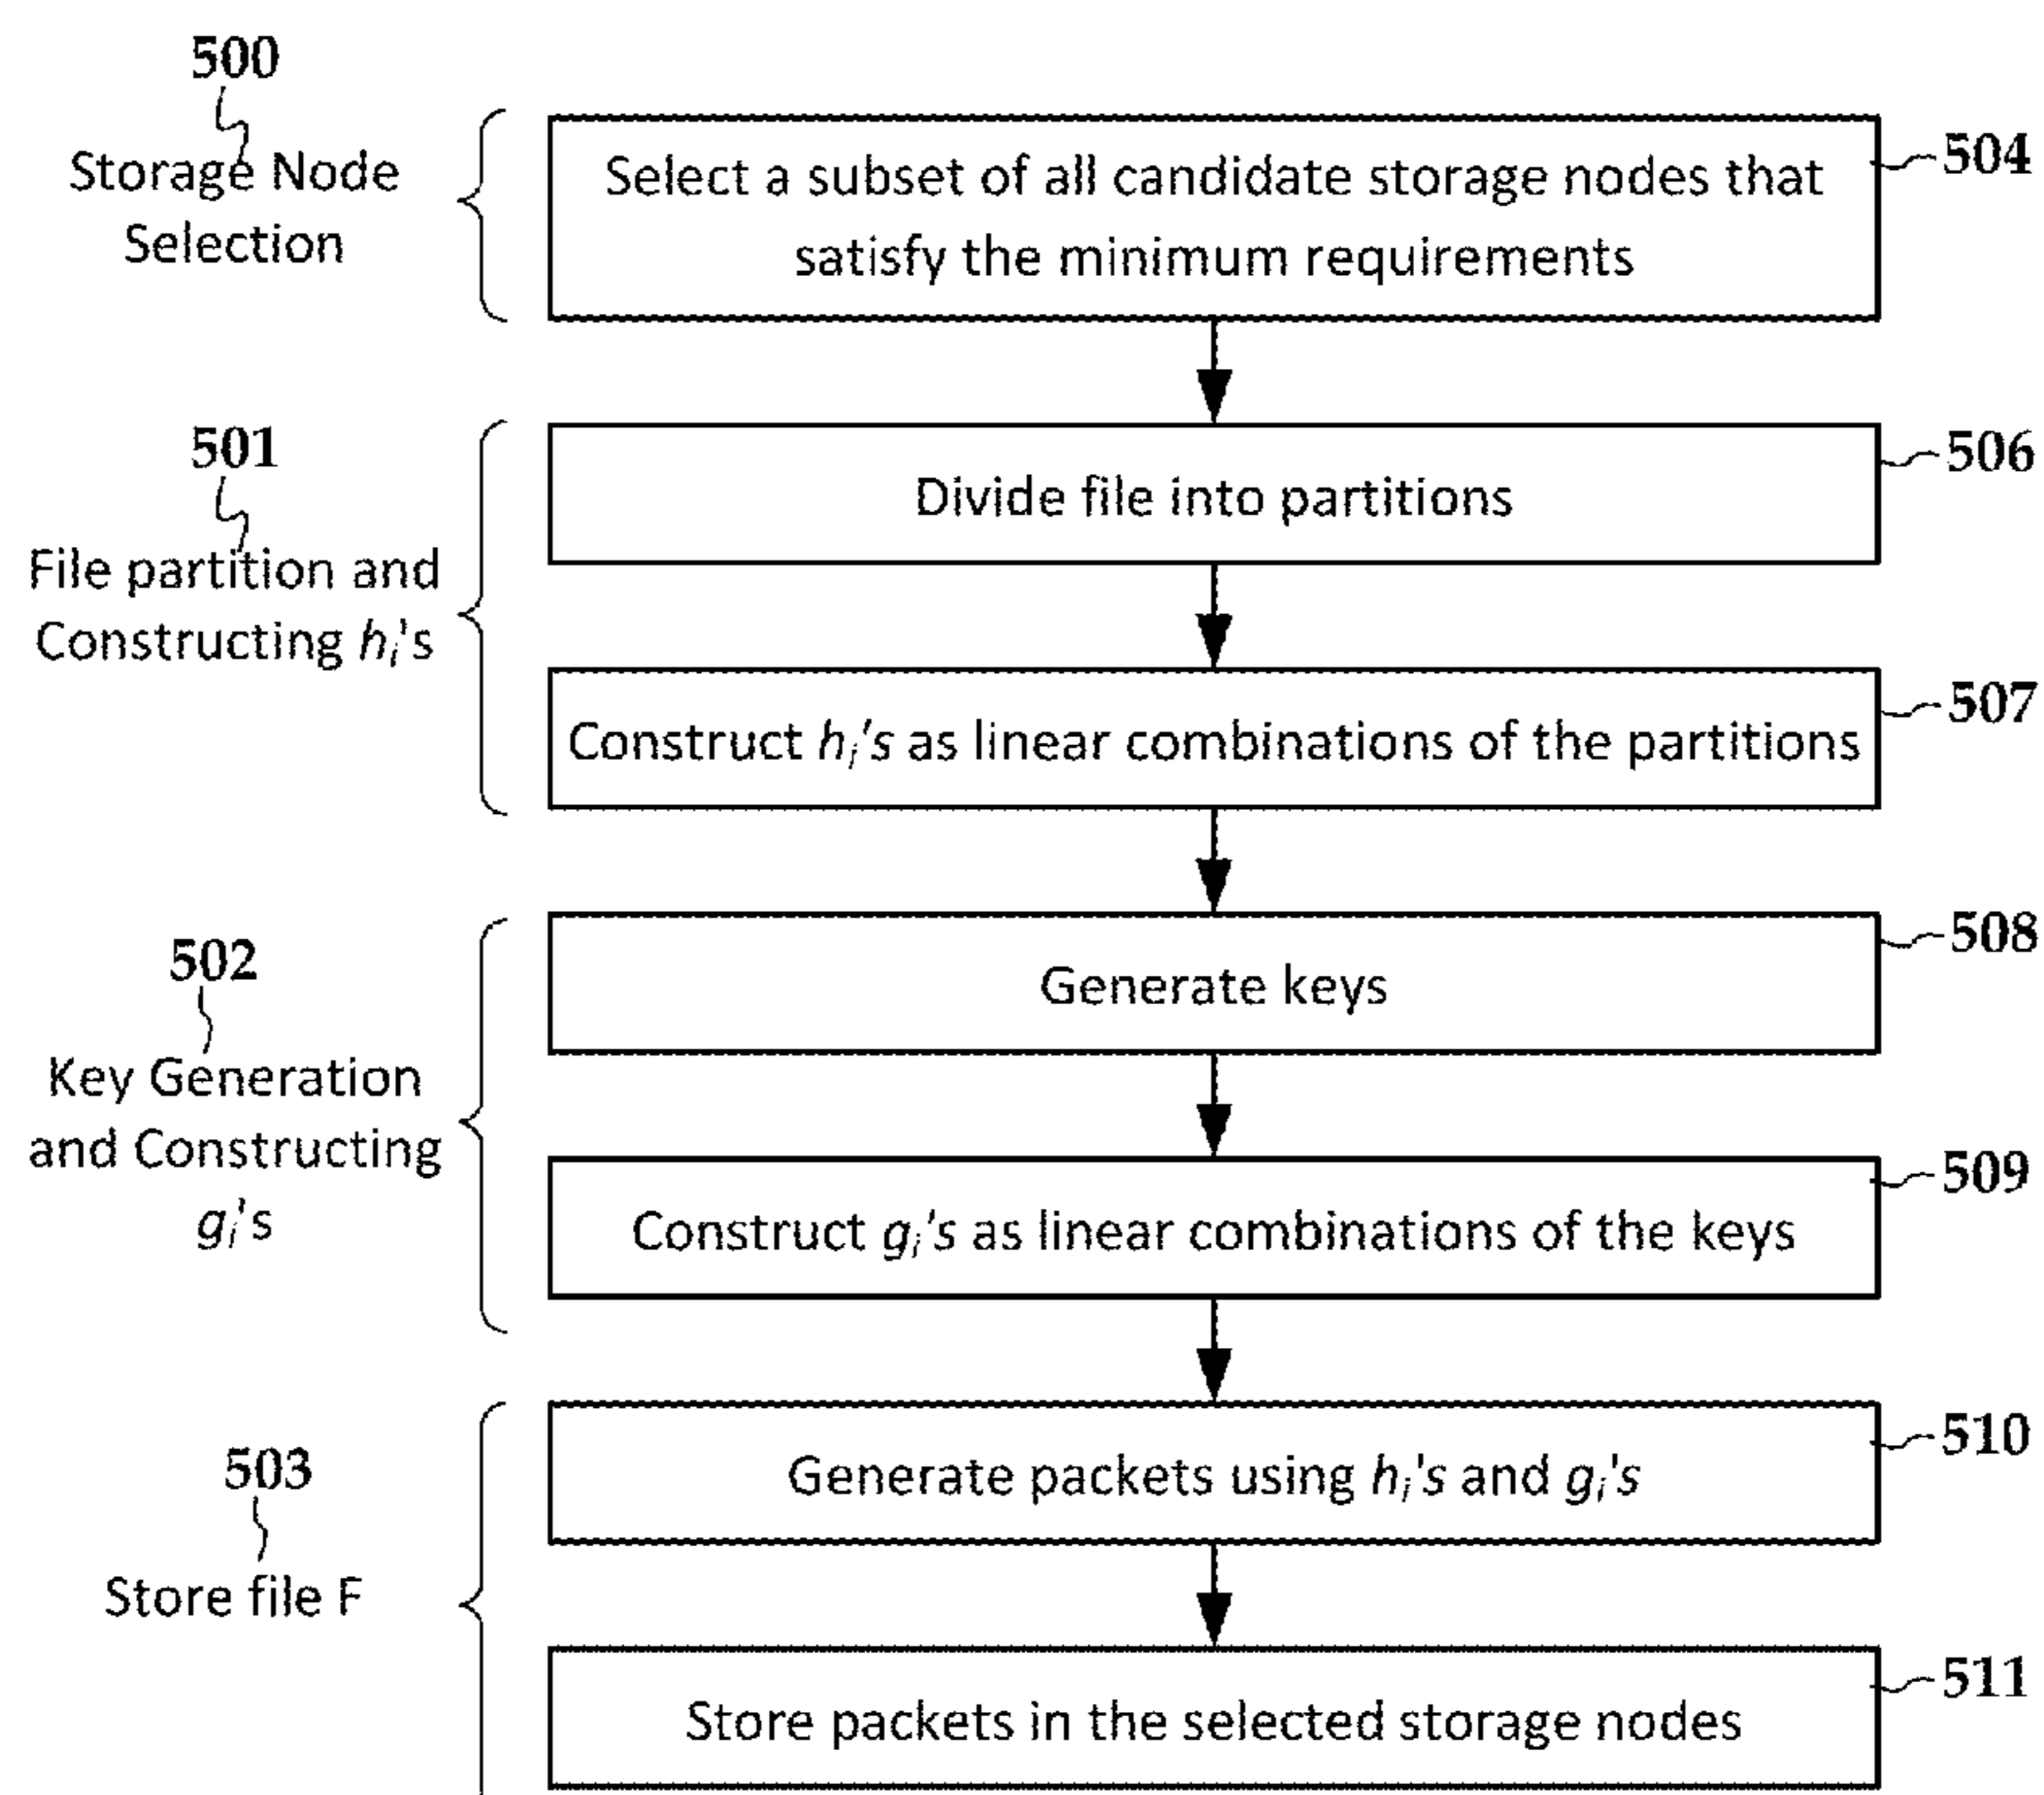 500
Storage Node
Selection
Select a subset of all candidate storage nodes that
satisfy the minimum requirements
504
501
File partition and
Constructing hᵢ's
Divide file into partitions
506
Construct hᵢ's as linear combinations of the partitions
507
502
Key Generation
and Constructing
gᵢ's
Generate keys
508
Construct gᵢ's as linear combinations of the keys
509
503
Store file F
Generate packets using hᵢ's and gᵢ's
510
Store packets in the selected storage nodes
511